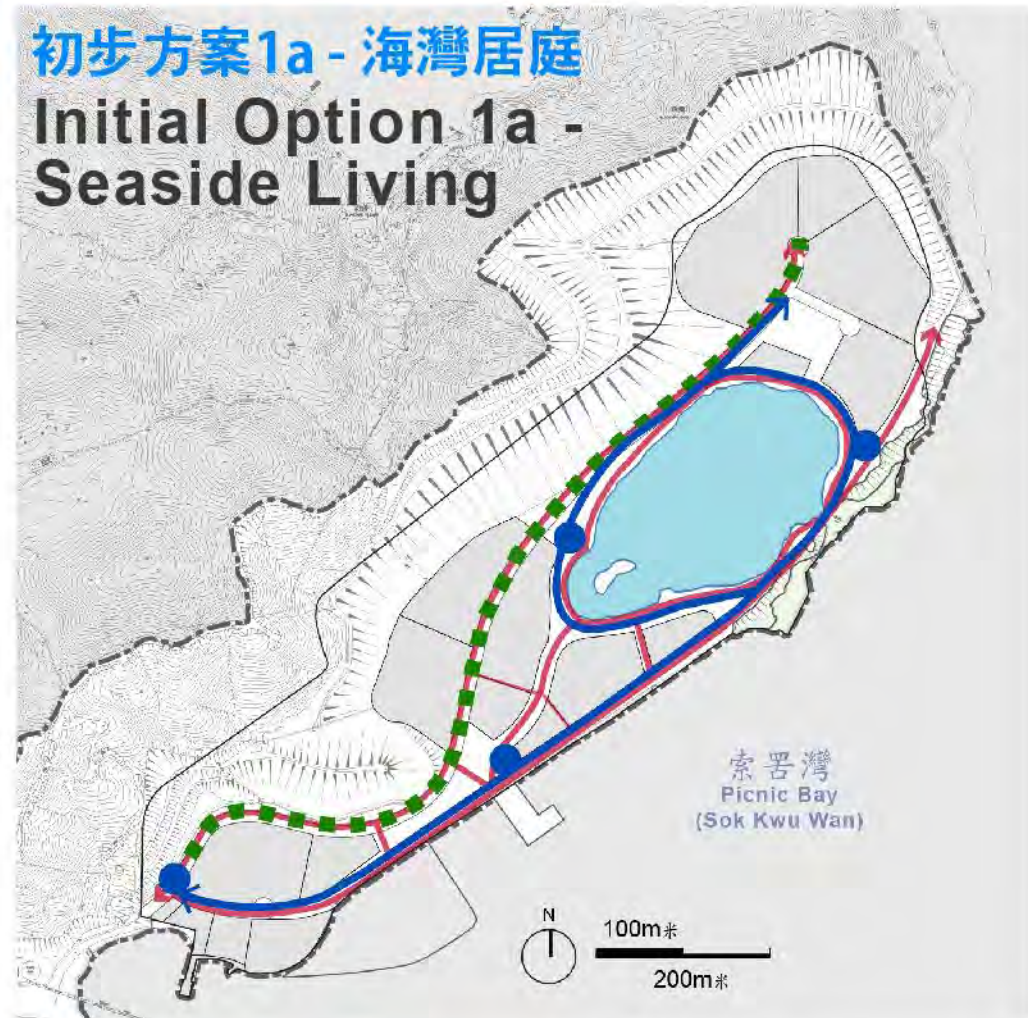 初步方案1a - 海灣居庭
Initial Option 1a -
Seaside Living
索罟灣
Picnic Bay
(Sok Kwu Wan)
N
100m米
200m米